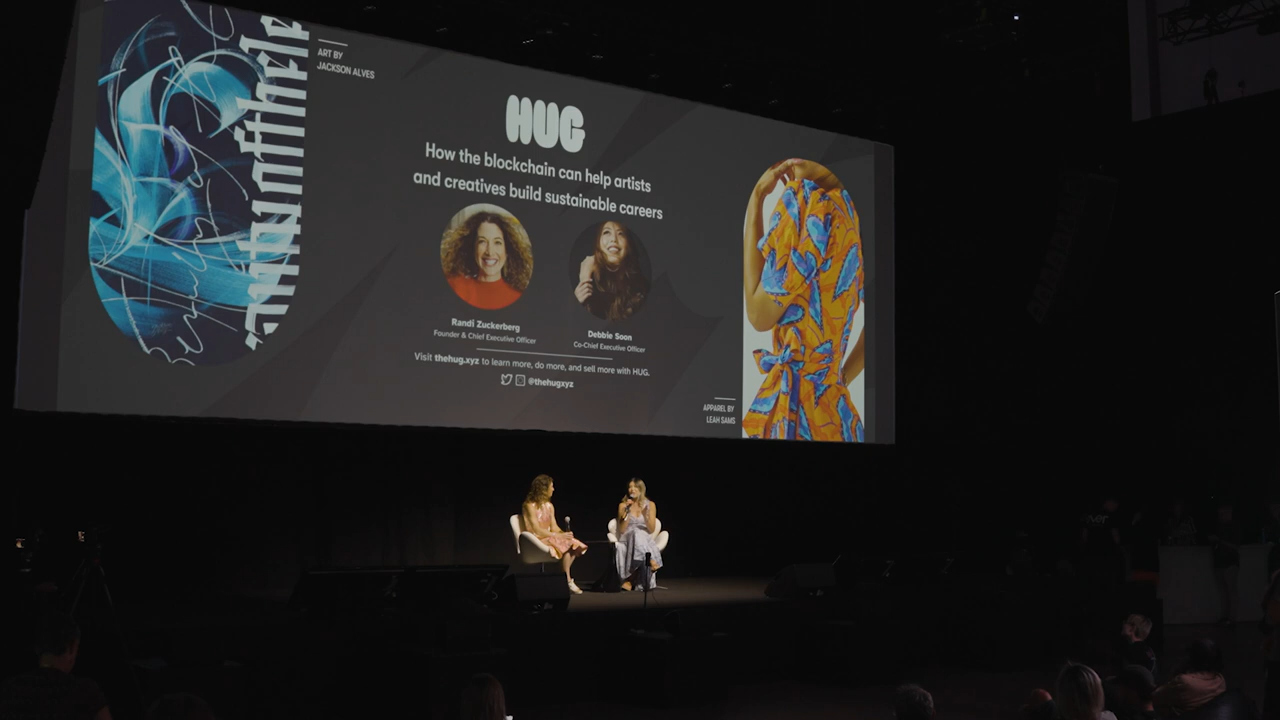 ART BY
JACKSON ALVES
HUG
How the blockchain can help artists
and creatives build sustainable careers
Randi Zuckerberg
Founder & Chief Executive Officer
Debbie Soon
Co-Chief Executive Officer
Visit thehug.xyz to learn more, do more, and sell more with HUG.
@thehugxyz
APPAREL BY
LEAH SAMS